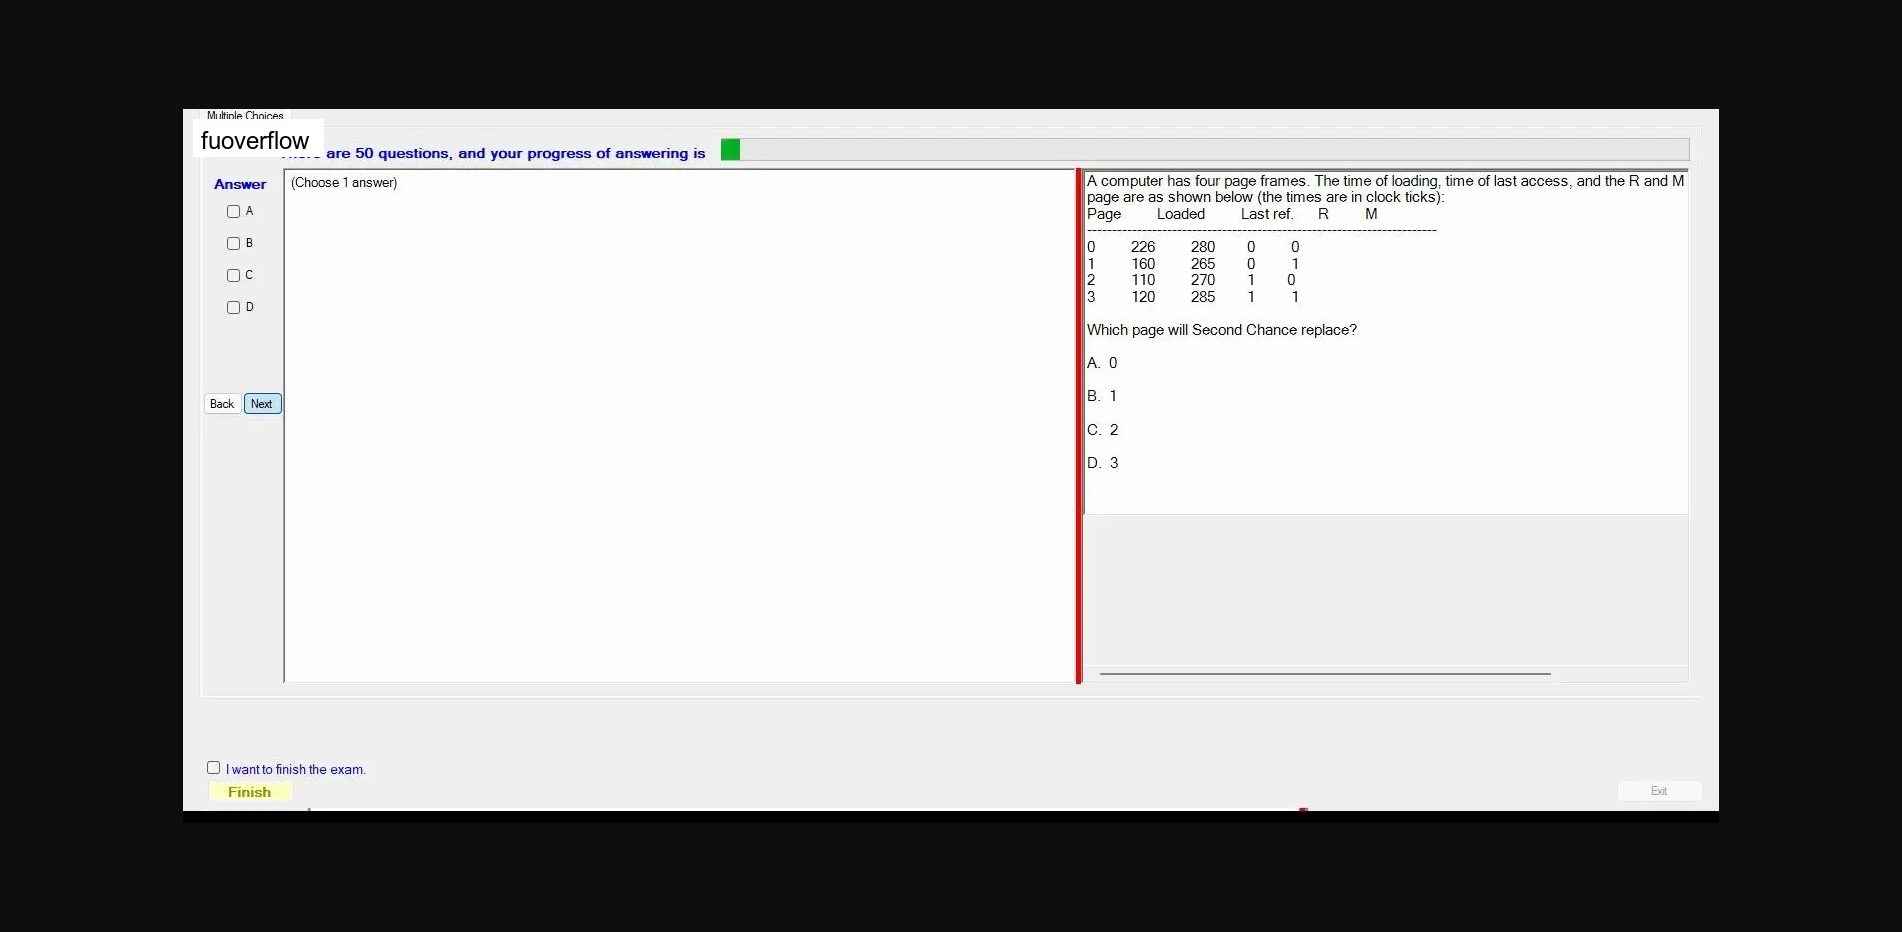 Multiple Choices
fuoverflow
are 50 questions, and your progress of answering is
Answer
(Choose 1 answer)
A
B
C
D
Back Next
A computer has four page frames. The time of loading, time of last access, and the R and M
page are as shown below (the times are in clock ticks):
Page Loaded Last ref. R M
----------------------------------------------------------------------
0 226 280 0 0
1 160 265 0 1
2 110 270 1 0
3 120 285 1 1
Which page will Second Chance replace?
A. 0
B. 1
C. 2
D. 3
I want to finish the exam.
Finish
Exit